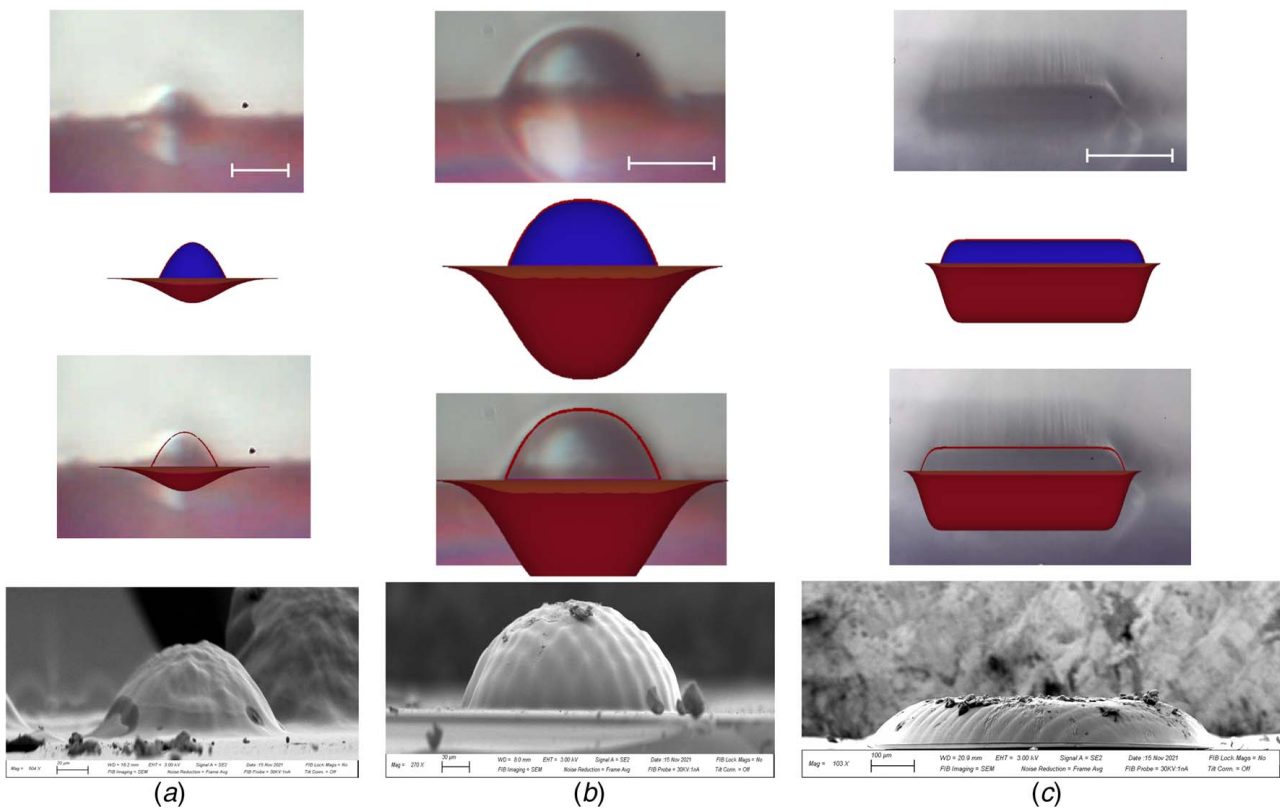 Mag = 504 X
20 µm
WD = 10.2 mm EHT = 3.00 kV Signal A = SE2 Date :15 Nov 2021 FIB Lock Mags = No
FIB Imaging = SEM Noise Reduction = Frame Avg FIB Probe = 30KV:1nA Tilt Corrn. = Off
Mag = 270 X
30 µm
WD = 8.0 mm EHT = 3.00 kV Signal A = SE2 Date :15 Nov 2021 FIB Lock Mags = No
FIB Imaging = SEM Noise Reduction = Frame Avg FIB Probe = 30KV:1nA Tilt Corrn. = Off
Mag = 103 X
100 µm
WD = 20.9 mm EHT = 3.00 kV Signal A = SE2 Date :15 Nov 2021 FIB Lock Mags = No
FIB Imaging = SEM Noise Reduction = Frame Avg FIB Probe = 30KV:1nA Tilt Corrn. = Off
(a)
(b)
(c)